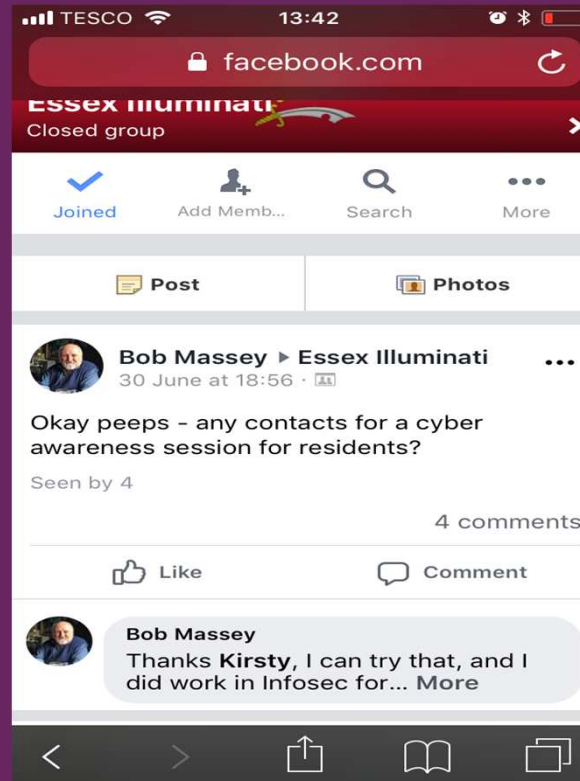 TESCO 13:42
facebook.com
Essex Illuminati
Closed group
Joined Add Memb... Search More
Post Photos
Bob Massey ▸ Essex Illuminati ...
30 June at 18:56 ·
Okay peeps - any contacts for a cyber
awareness session for residents?
Seen by 4
4 comments
Like Comment
Bob Massey
Thanks Kirsty, I can try that, and I
did work in Infosec for... More